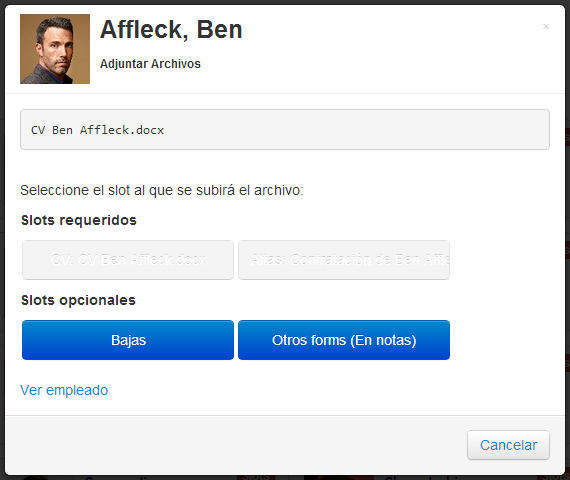 Affleck, Ben
×
Adjuntar Archivos
CV Ben Affleck.docx
Seleccione el slot al que se subirá el archivo:
Slots requeridos
CV: CV Ben Affleck.docx
Altas: Contratación de Ben Affle
Slots opcionales
Bajas
Otros forms (En notas)
Ver empleado
Cancelar